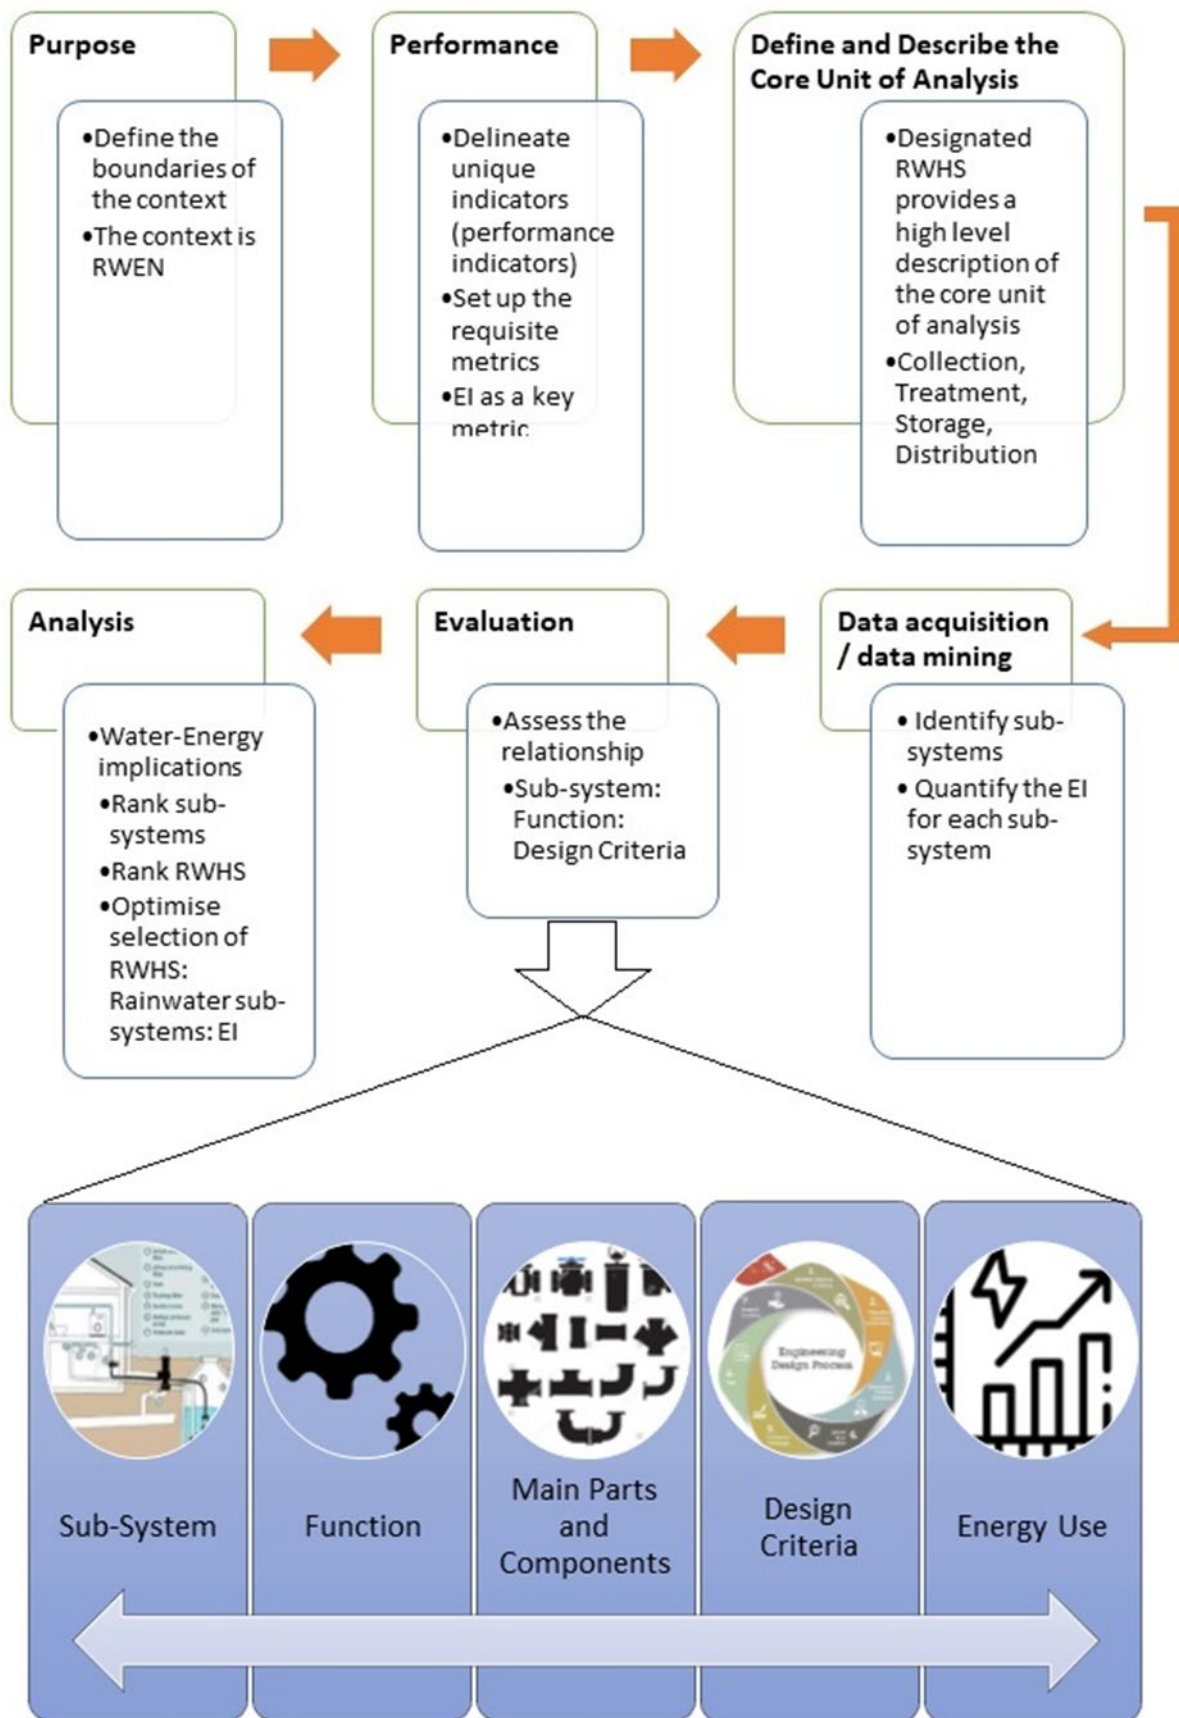 Purpose
•Define the
boundaries of
the context
•The context is
RWEN
Performance
•Delineate
unique
indicators
(performance
indicators)
•Set up the
requisite
metrics
•EI as a key
metric
Define and Describe the
Core Unit of Analysis
•Designated
RWHS
provides a
high level
description of
the core unit
of analysis
•Collection,
Treatment,
Storage,
Distribution
Data acquisition
/ data mining
• Identify sub-
systems
• Quantify the EI
for each sub-
system
Evaluation
•Assess the
relationship
•Sub-system:
Function:
Design Criteria
Analysis
•Water-Energy
implications
•Rank sub-
systems
•Rank RWHS
•Optimise
selection of
RWHS:
Rainwater sub-
systems: EI
Sub-System
Function
Main Parts
and
Components
Engineering
Design Process
Design
Criteria
Energy Use